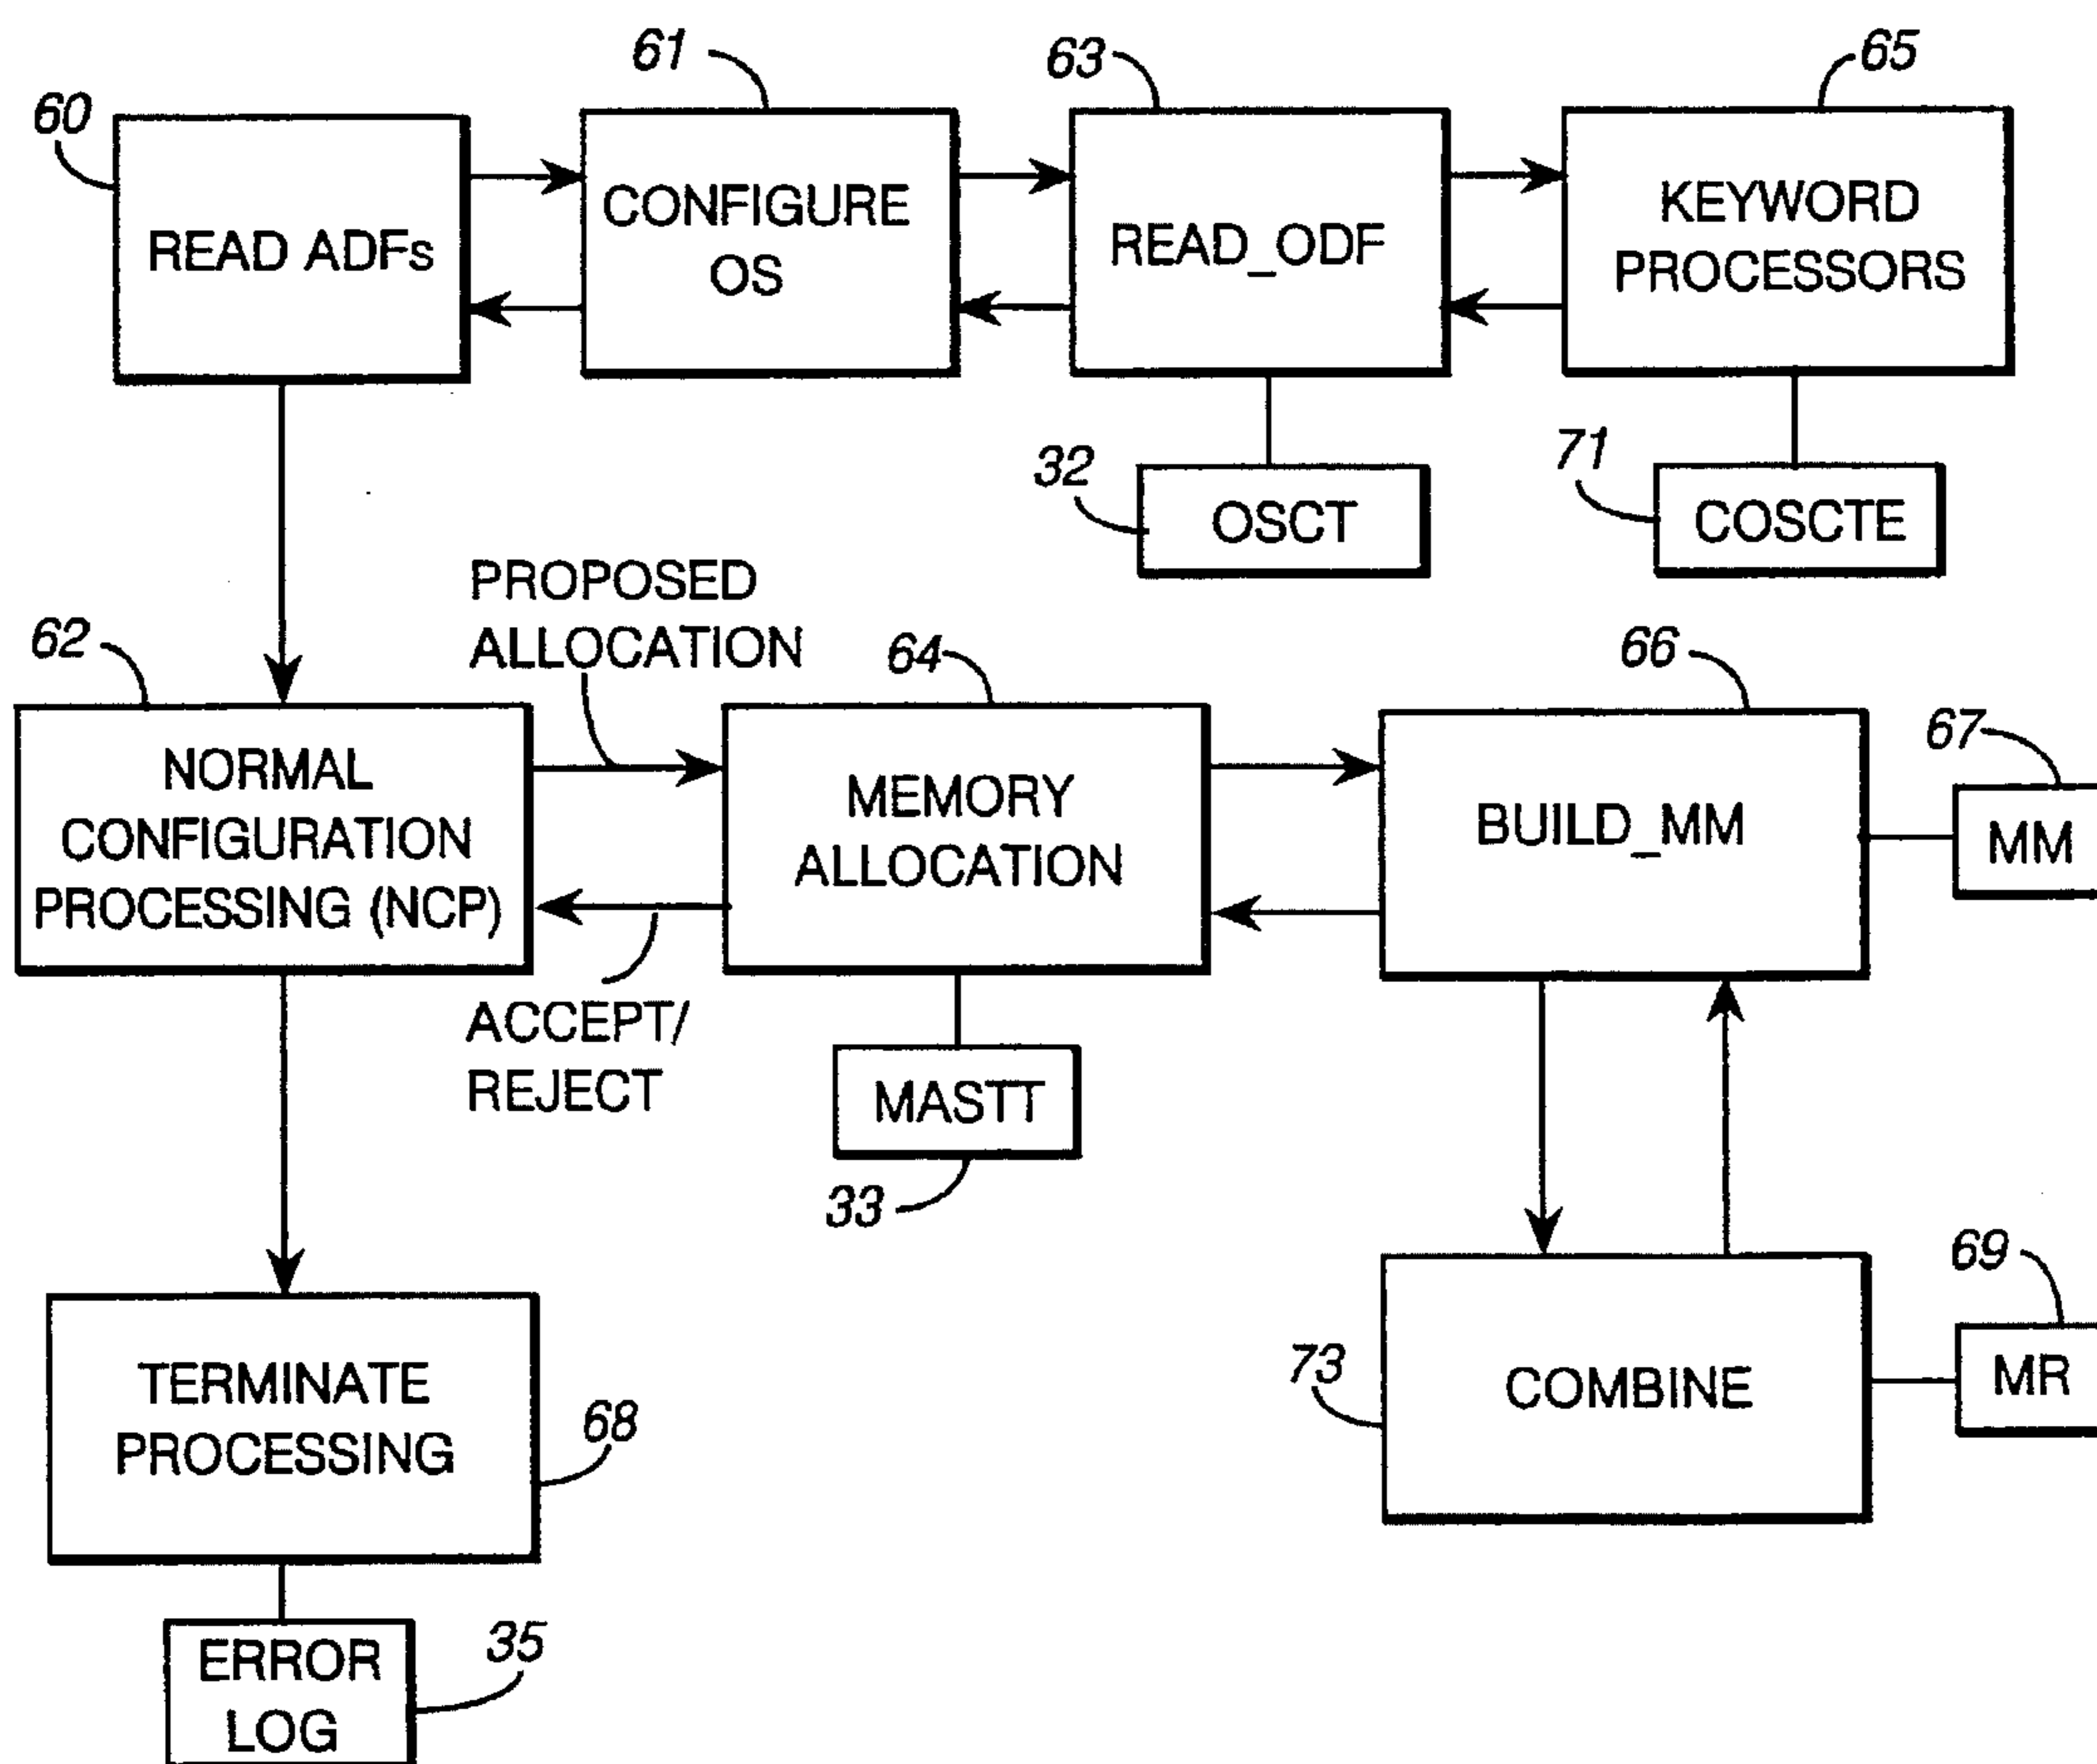 61
63
65
60
READ ADFs
CONFIGURE
OS
READ_ODF
KEYWORD
PROCESSORS
32
OSCT
71
COSCTE
PROPOSED
ALLOCATION
62
64
66
67
NORMAL
CONFIGURATION
PROCESSING (NCP)
MEMORY
ALLOCATION
BUILD_MM
MM
ACCEPT/
REJECT
MASTT
33
69
73
COMBINE
MR
TERMINATE
PROCESSING
68
ERROR
LOG
35